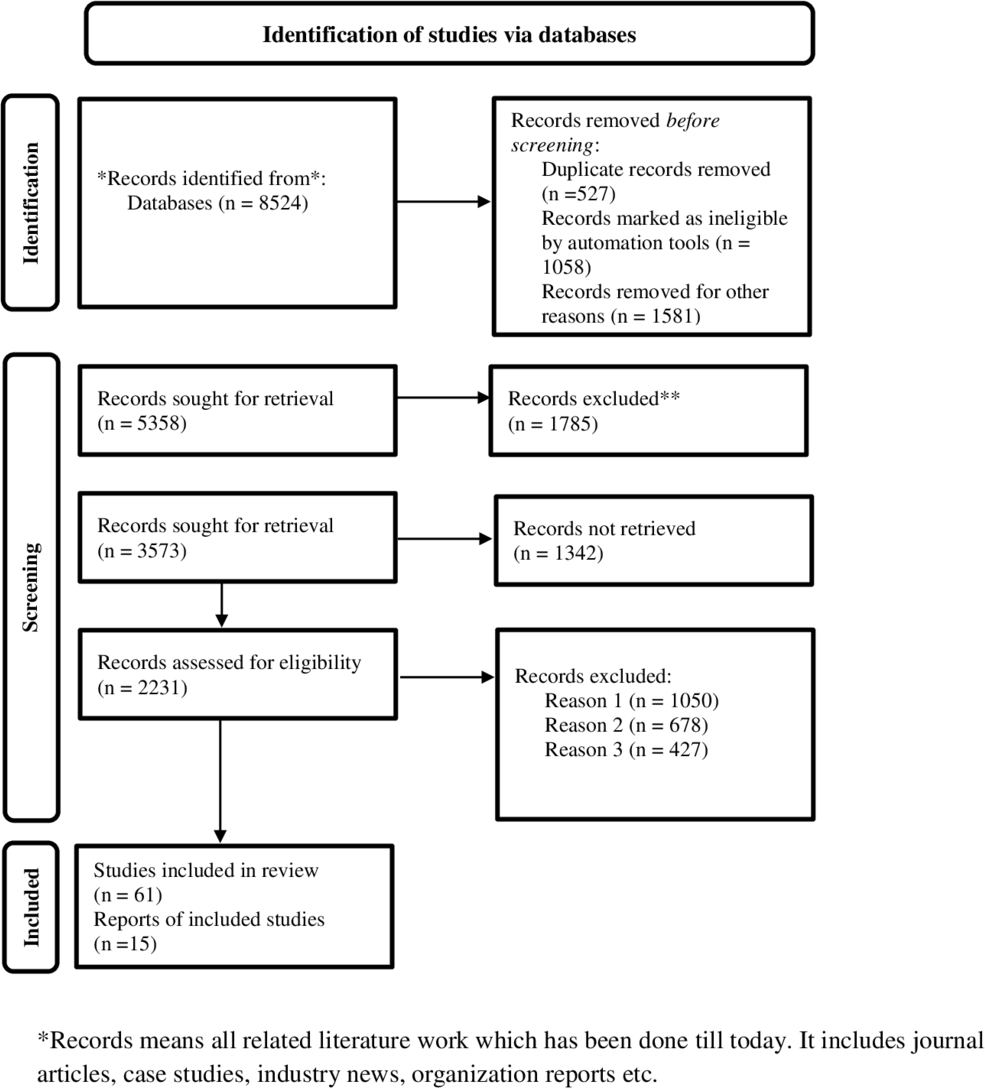 Identification of studies via databases
Identification
*Records identified from*:
Databases (n = 8524)
Records removed before
screening:
Duplicate records removed
(n =527)
Records marked as ineligible
by automation tools (n =
1058)
Records removed for other
reasons (n = 1581)
Screening
Records sought for retrieval
(n = 5358)
Records excluded**
(n = 1785)
Records sought for retrieval
(n = 3573)
Records not retrieved
(n = 1342)
Records assessed for eligibility
(n = 2231)
Records excluded:
Reason 1 (n = 1050)
Reason 2 (n = 678)
Reason 3 (n = 427)
Included
Studies included in review
(n = 61)
Reports of included studies
(n =15)
*Records means all related literature work which has been done till today. It includes journal
articles, case studies, industry news, organization reports etc.